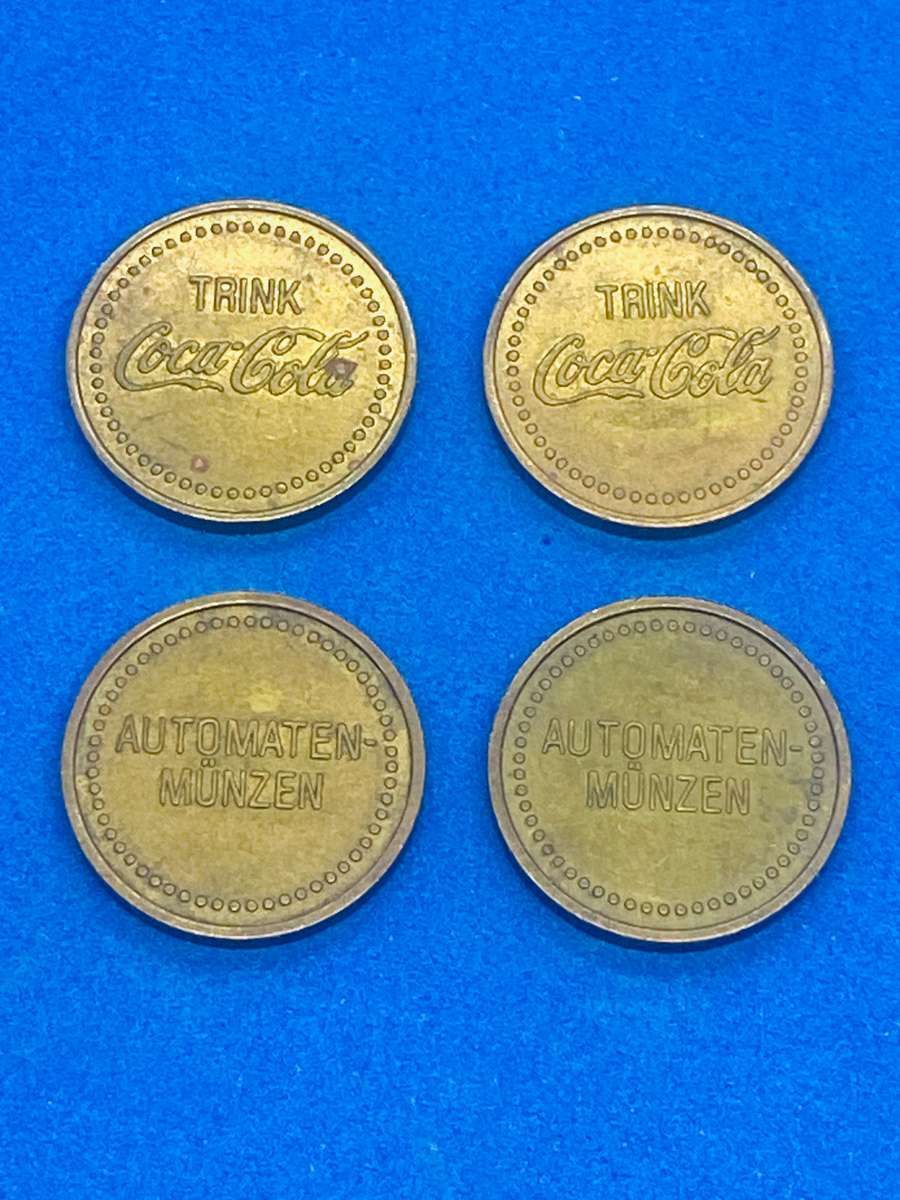 TRINK
Coca-Cola
TRINK
Coca-Cola
AUTOMATEN-
MÜNZEN
AUTOMATEN-
MÜNZEN